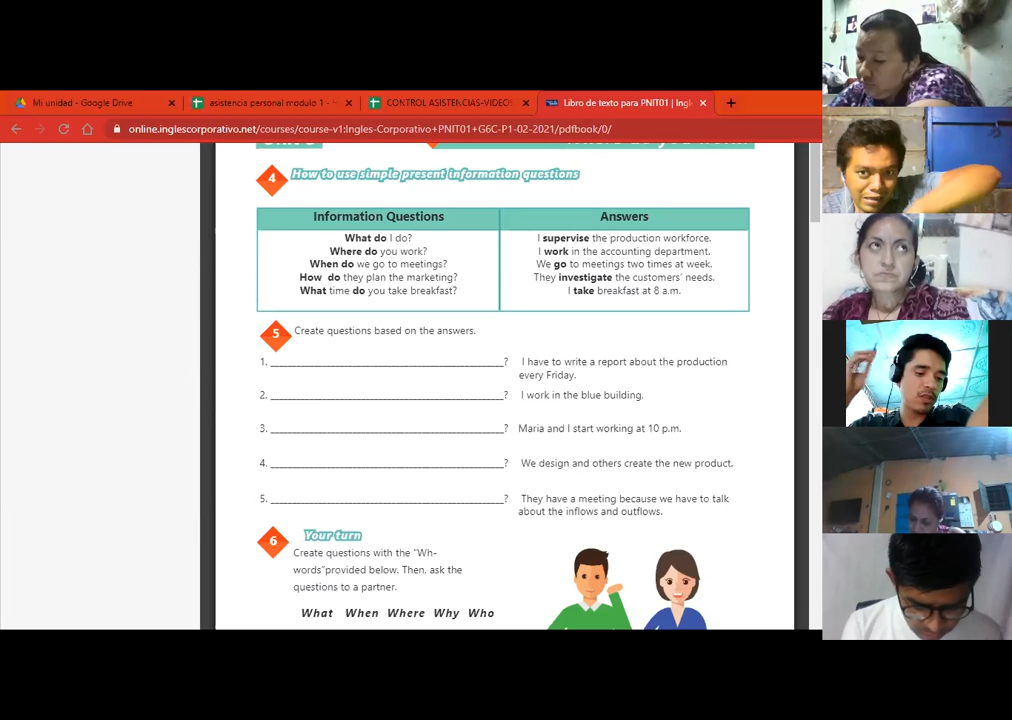 Mi unidad - Google Drive
asistencia personal modulo 1 -
CONTROL ASISTENCIAS-VIDEOS
Libro de texto para PNIT01 | Ingl
online.inglescorporativo.net/courses/course-v1:Ingles-Corporativo+PNIT01+G6C-P1-02-2021/pdfbook/0/
4 How to use simple present information questions
Information Questions Answers
What do I do? I supervise the production workforce.
Where do you work? I work in the accounting department.
When do we go to meetings? We go to meetings two times at week.
How do they plan the marketing? They investigate the customers' needs.
What time do you take breakfast? I take breakfast at 8 a.m.
5 Create questions based on the answers.
1. ______________________________? I have to write a report about the production
every Friday.
2. ______________________________? I work in the blue building.
3. ______________________________? Maria and I start working at 10 p.m.
4. ______________________________? We design and others create the new product.
5. ______________________________? They have a meeting because we have to talk
about the inflows and outflows.
6 Your turn
Create questions with the "Wh-
words"provided below. Then, ask the
questions to a partner.
What When Where Why Who